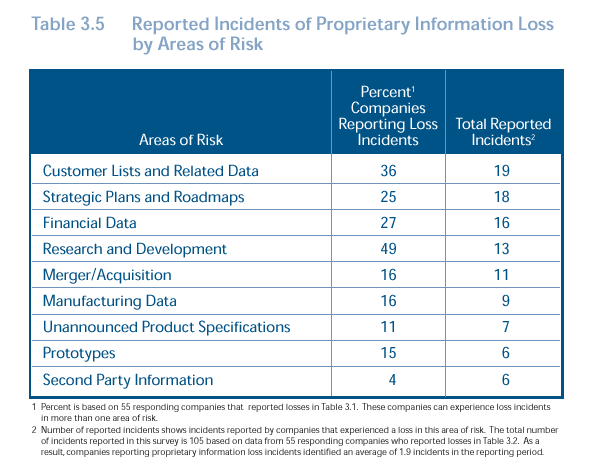 Table 3.5 Reported Incidents of Proprietary Information Loss
by Areas of Risk
Areas of Risk
Percent¹
Companies
Reporting Loss
Incidents
Total Reported
Incidents²
Customer Lists and Related Data 36 19
Strategic Plans and Roadmaps 25 18
Financial Data 27 16
Research and Development 49 13
Merger/Acquisition 16 11
Manufacturing Data 16 9
Unannounced Product Specifications 11 7
Prototypes 15 6
Second Party Information 4 6
1 Percent is based on 55 responding companies that reported losses in Table 3.1. These companies can experience loss incidents
in more than one area of risk.
2 Number of reported incidents shows incidents reported by companies that experienced a loss in this area of risk. The total number
of incidents reported in this survey is 105 based on data from 55 responding companies who reported losses in Table 3.2. As a
result, companies reporting proprietary information loss incidents identified an average of 1.9 incidents in the reporting period.